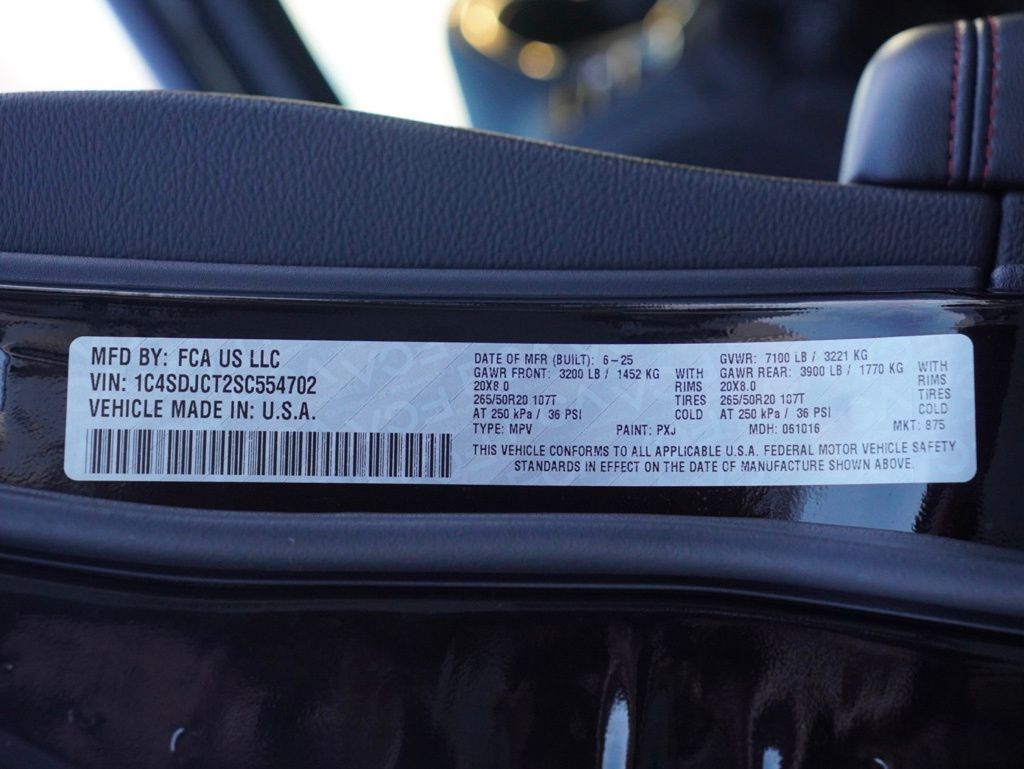 MFD BY: FCA US LLC
VIN: 1C4SDJCT2SC554702
VEHICLE MADE IN: U.S.A.
DATE OF MFR (BUILT): 6-25 GVWR: 7100 LB / 3221 KG
GAWR FRONT: 3200 LB / 1452 KG WITH GAWR REAR: 3900 LB / 1770 KG WITH
20X8.0 RIMS 20X8.0 RIMS
265/50R20 107T TIRES 265/50R20 107T TIRES
AT 250 kPa / 36 PSI COLD AT 250 kPa / 36 PSI COLD
TYPE: MPV PAINT: PXJ MDH: 061016 MKT: 875
THIS VEHICLE CONFORMS TO ALL APPLICABLE U.S.A. FEDERAL MOTOR VEHICLE SAFETY
STANDARDS IN EFFECT ON THE DATE OF MANUFACTURE SHOWN ABOVE.